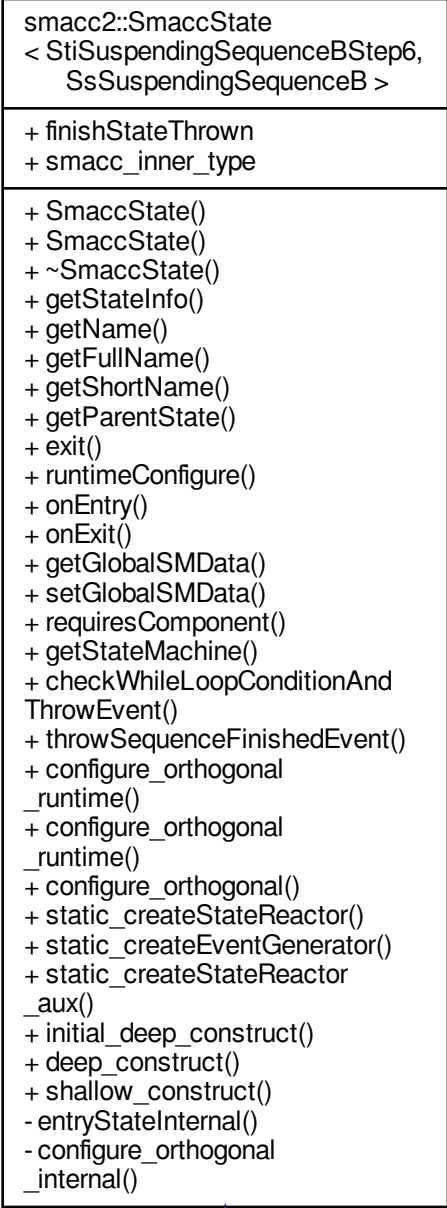 smacc2::SmaccState
< StiSuspendingSequenceBStep6,
SsSuspendingSequenceB >
+ finishStateThrown
+ smacc_inner_type
+ SmaccState()
+ SmaccState()
+ ~SmaccState()
+ getStateInfo()
+ getName()
+ getFullName()
+ getShortName()
+ getParentState()
+ exit()
+ runtimeConfigure()
+ onEntry()
+ onExit()
+ getGlobalSMData()
+ setGlobalSMData()
+ requiresComponent()
+ getStateMachine()
+ checkWhileLoopConditionAnd
ThrowEvent()
+ throwSequenceFinishedEvent()
+ configure_orthogonal
_runtime()
+ configure_orthogonal
_runtime()
+ configure_orthogonal()
+ static_createStateReactor()
+ static_createEventGenerator()
+ static_createStateReactor
_aux()
+ initial_deep_construct()
+ deep_construct()
+ shallow_construct()
- entryStateInternal()
- configure_orthogonal
_internal()